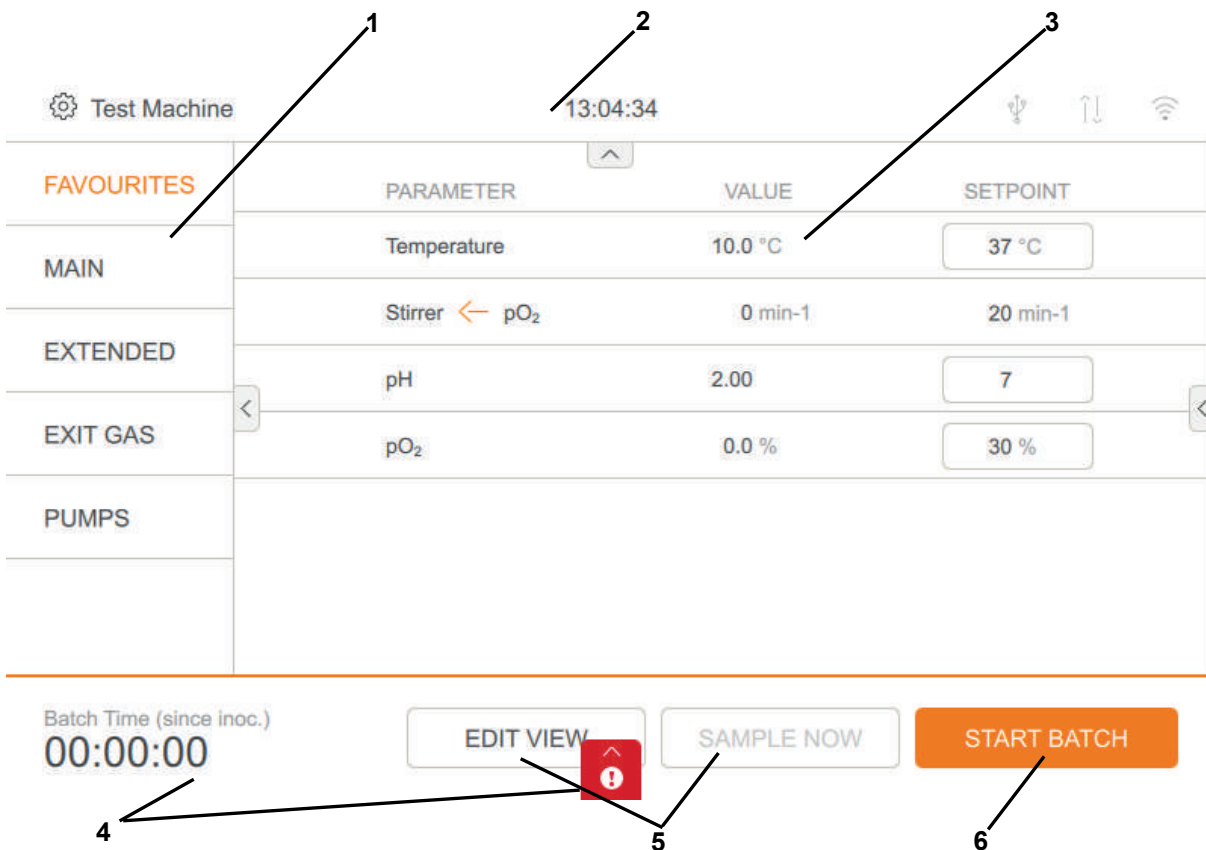 1 2 3
Test Machine 13:04:34
FAVOURITES
MAIN
EXTENDED
EXIT GAS
PUMPS
PARAMETER VALUE SETPOINT
Temperature 10.0 °C 37 °C
Stirrer ← pO₂ 0 min-1 20 min-1
pH 2.00 7
pO₂ 0.0 % 30 %
Batch Time (since inoc.)
00:00:00
EDIT VIEW SAMPLE NOW START BATCH
!
4 5 6